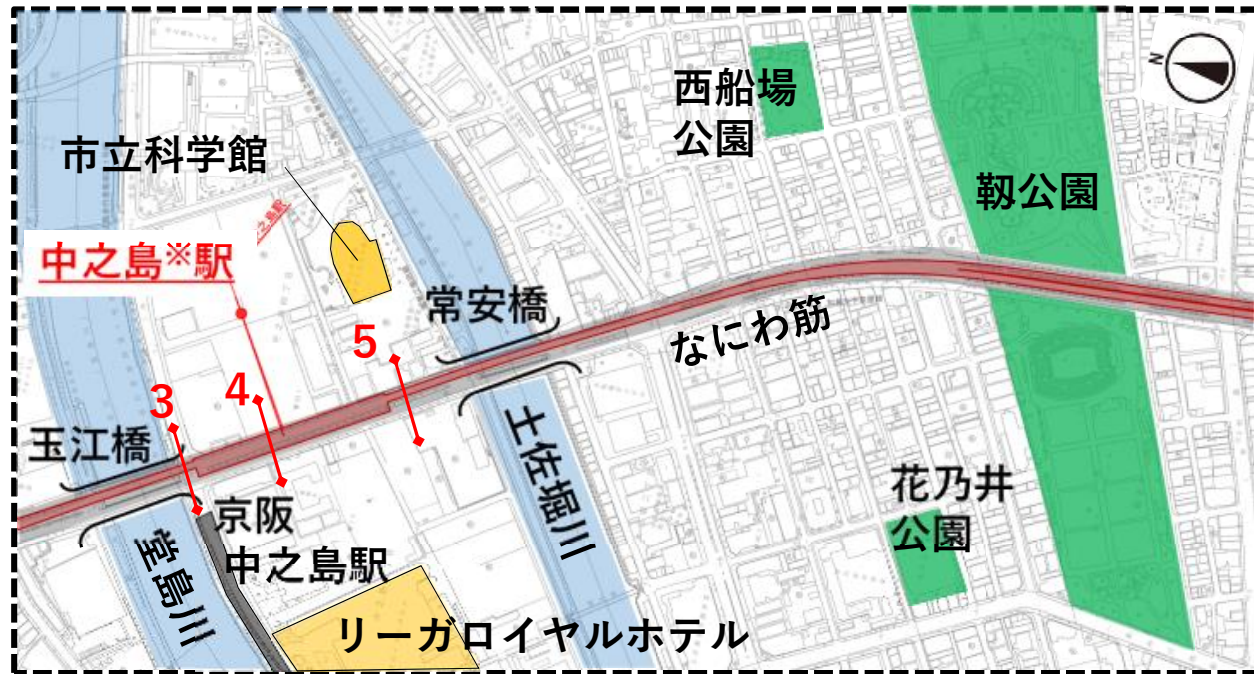 N
西船場
公園
市立科学館
靱公園
中之島※駅
常安橋
5
なにわ筋
3
4
玉江橋
京阪
中之島駅
土佐堀川
花乃井
公園
堂島川
リーガロイヤルホテル